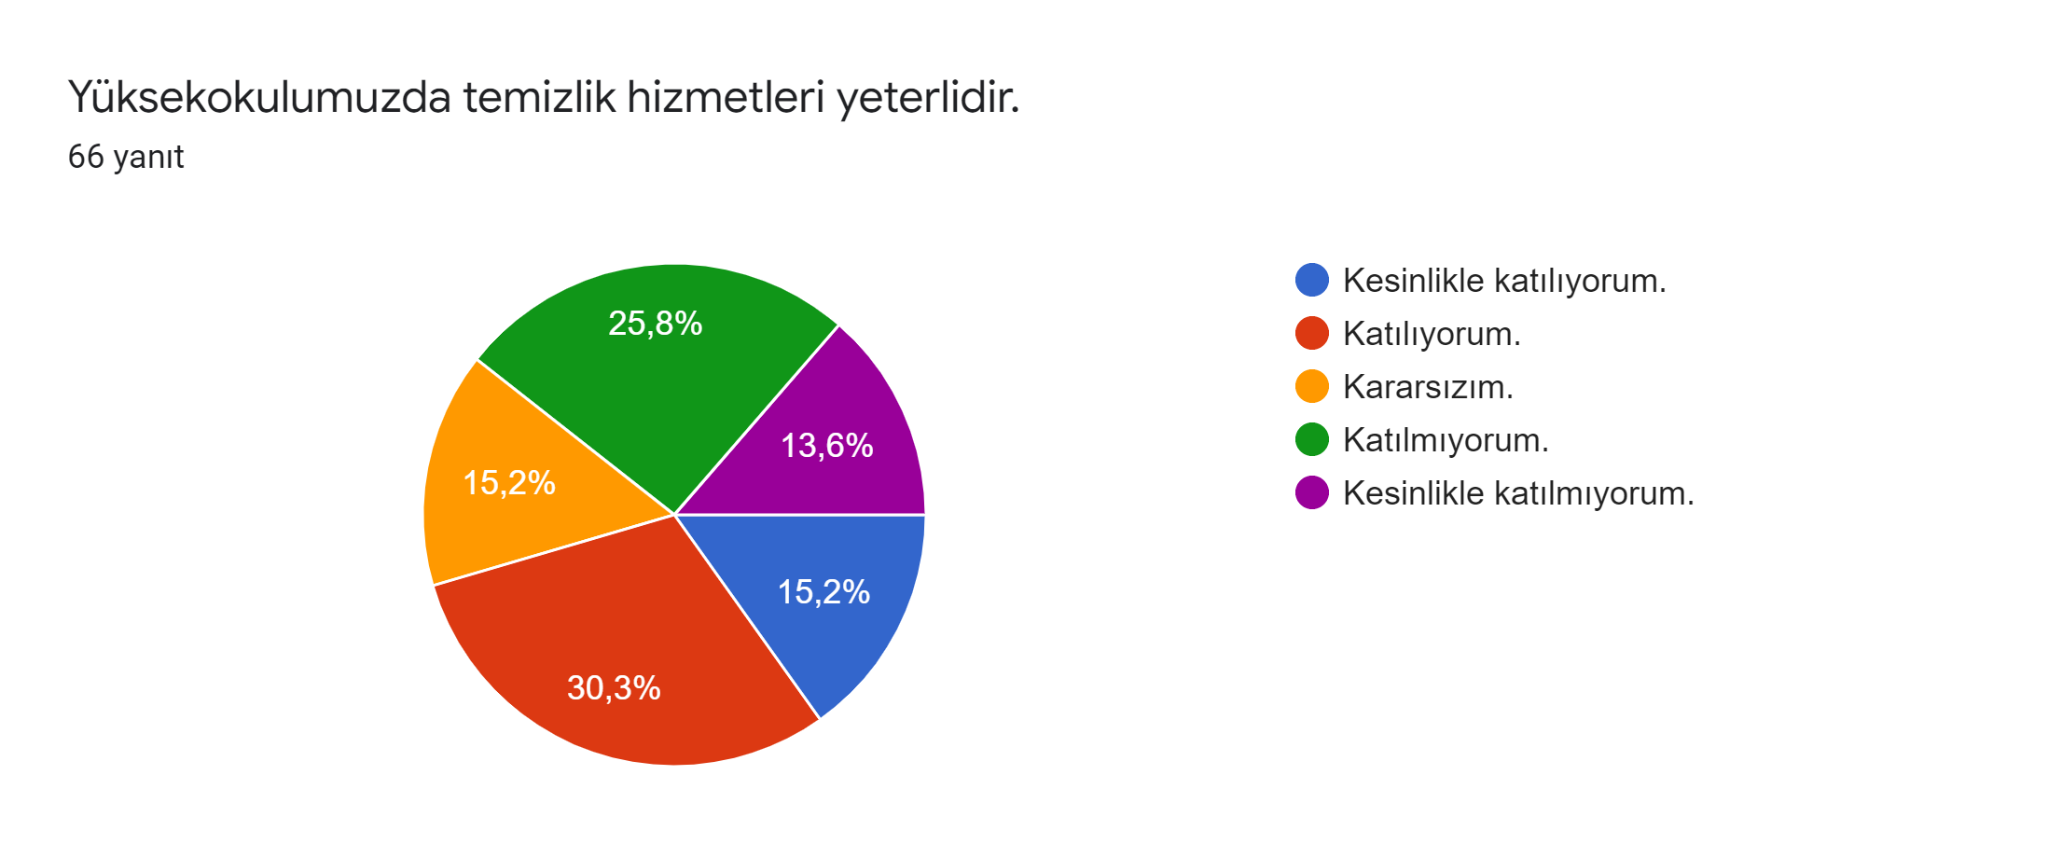 Yüksekokulumuzda temizlik hizmetleri yeterlidir.
66 yanıt
25,8%
13,6%
15,2%
15,2%
30,3%
Kesinlikle katılıyorum.
Katılıyorum.
Kararsızım.
Katılmıyorum.
Kesinlikle katılmıyorum.